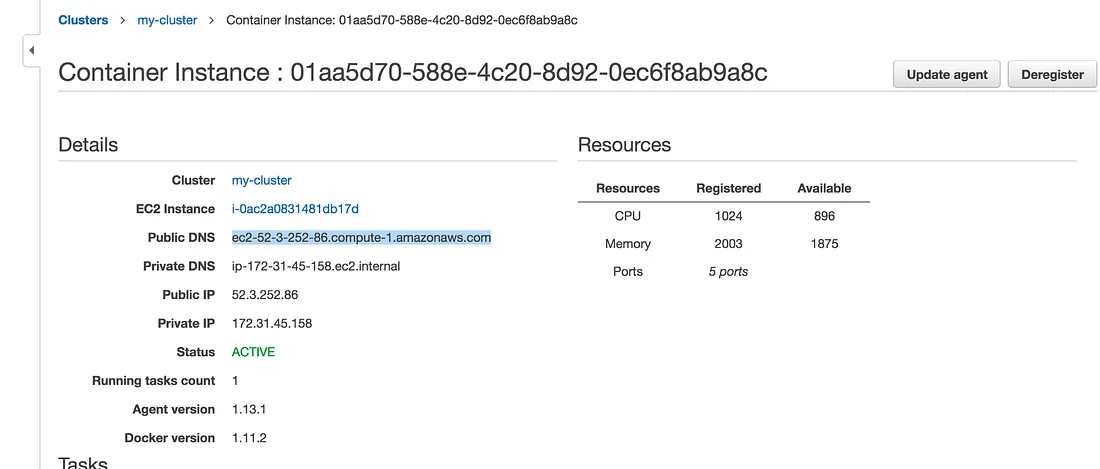 Clusters > my-cluster > Container Instance: 01aa5d70-588e-4c20-8d92-0ec6f8ab9a8c
Container Instance : 01aa5d70-588e-4c20-8d92-0ec6f8ab9a8c
Update agent
Deregister
Details
Cluster my-cluster
EC2 Instance i-0ac2a0831481db17d
Public DNS ec2-52-3-252-86.compute-1.amazonaws.com
Private DNS ip-172-31-45-158.ec2.internal
Public IP 52.3.252.86
Private IP 172.31.45.158
Status ACTIVE
Running tasks count 1
Agent version 1.13.1
Docker version 1.11.2
Resources
Resources Registered Available
CPU 1024 896
Memory 2003 1875
Ports 5 ports
Tasks